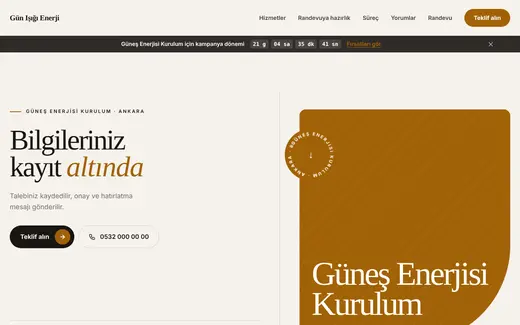 Gün Işığı Enerji
Hizmetler
Randevuya hazırlık
Süreç
Yorumlar
Randevu
Teklif alın
Güneş Enerjisi Kurulum için kampanya dönemi
21 g 04 sa 35 dk 41 sn
Fırsatları gör
GÜNEŞ ENERJİSİ KURULUM · ANKARA
Bilgileriniz
kayıt altında
Talebiniz kaydedilir, onay ve hatırlatma
mesajı gönderilir.
Teklif alın
0532 000 00 00
GÜNEŞ ENERJİSİ KURULUM · ANKARA ·
Güneş Enerjisi
Kurulum